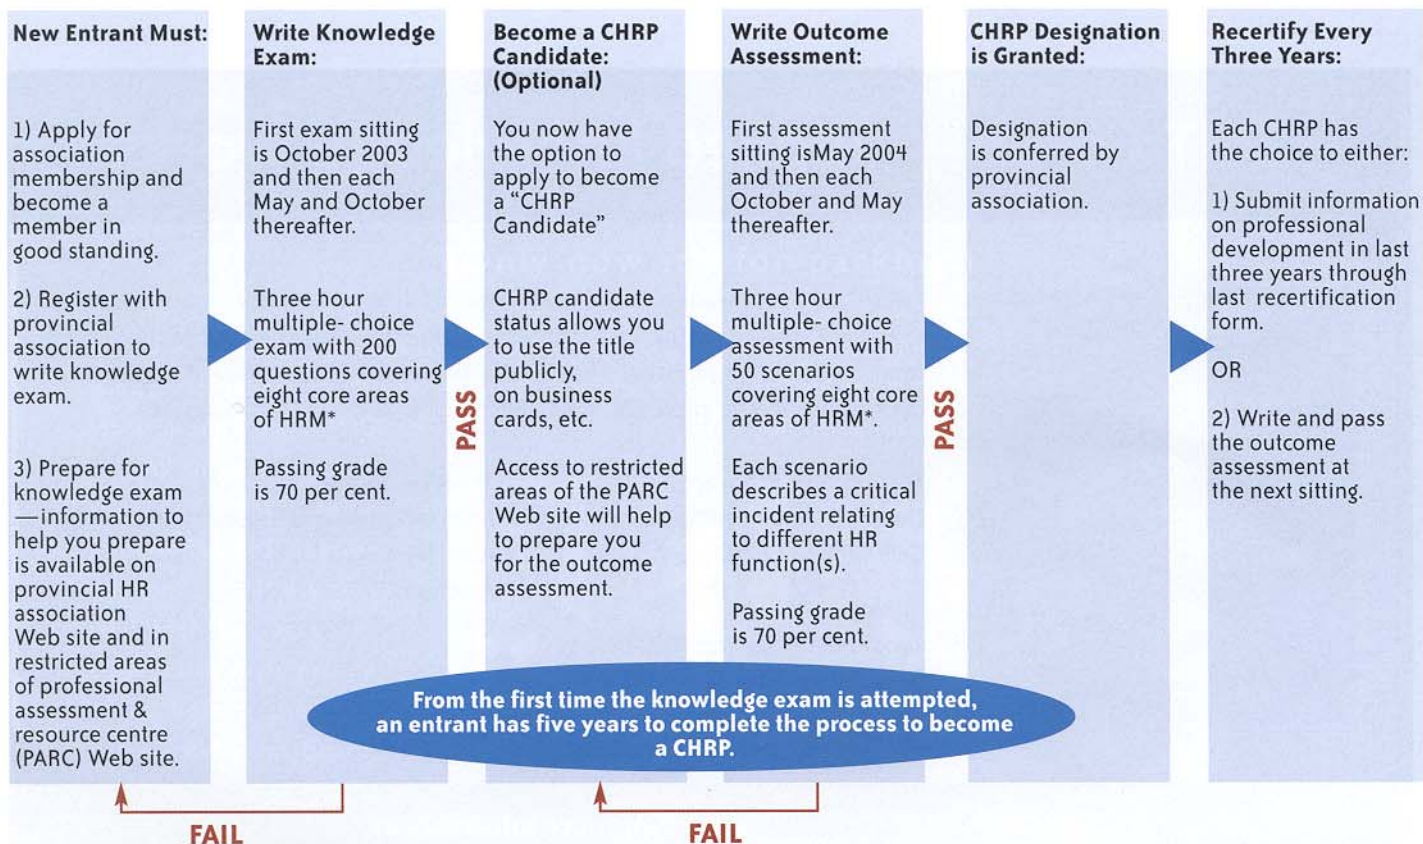 New Entrant Must:
1) Apply for
association
membership and
become a
member in
good standing.
2) Register with
provincial
association to
write knowledge
exam.
3) Prepare for
knowledge exam
—information to
help you prepare
is available on
provincial HR
association
Web site and in
restricted areas
of professional
assessment &
resource centre
(PARC) Web site.
Write Knowledge
Exam:
First exam sitting
is October 2003
and then each
May and October
thereafter.
Three hour
multiple- choice
exam with 200
questions covering
eight core areas
of HRM*
Passing grade
is 70 per cent.
PASS
Become a CHRP
Candidate:
(Optional)
You now have
the option to
apply to become
a “CHRP
Candidate”
CHRP candidate
status allows you
to use the title
publicly,
on business
cards, etc.
Access to restricted
areas of the PARC
Web site will help
to prepare you
for the outcome
assessment.
Write Outcome
Assessment:
First assessment
sitting isMay 2004
and then each
October and May
thereafter.
Three hour
multiple- choice
assessment with
50 scenarios
covering eight core
areas of HRM*.
Each scenario
describes a critical
incident relating
to different HR
function(s).
Passing grade
is 70 per cent.
PASS
CHRP Designation
is Granted:
Designation
is conferred by
provincial
association.
Recertify Every
Three Years:
Each CHRP has
the choice to either:
1) Submit information
on professional
development in last
three years through
last recertification
form.
OR
2) Write and pass
the outcome
assessment at
the next sitting.
From the first time the knowledge exam is attempted,
an entrant has five years to complete the process to become
a CHRP.
FAIL
FAIL